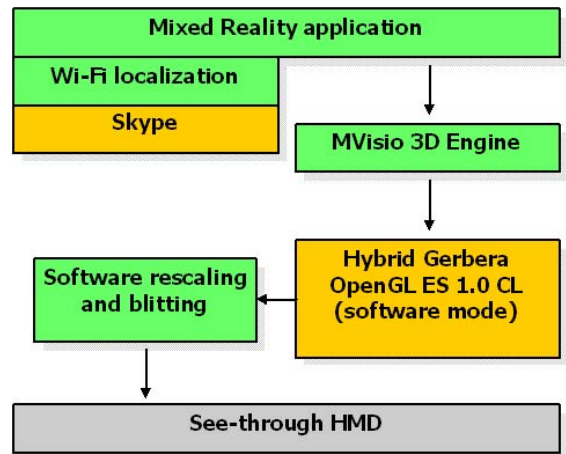 Mixed Reality application
Wi-Fi localization
Skype
MVisio 3D Engine
Hybrid Gerbera
OpenGL ES 1.0 CL
(software mode)
Software rescaling
and blitting
See-through HMD